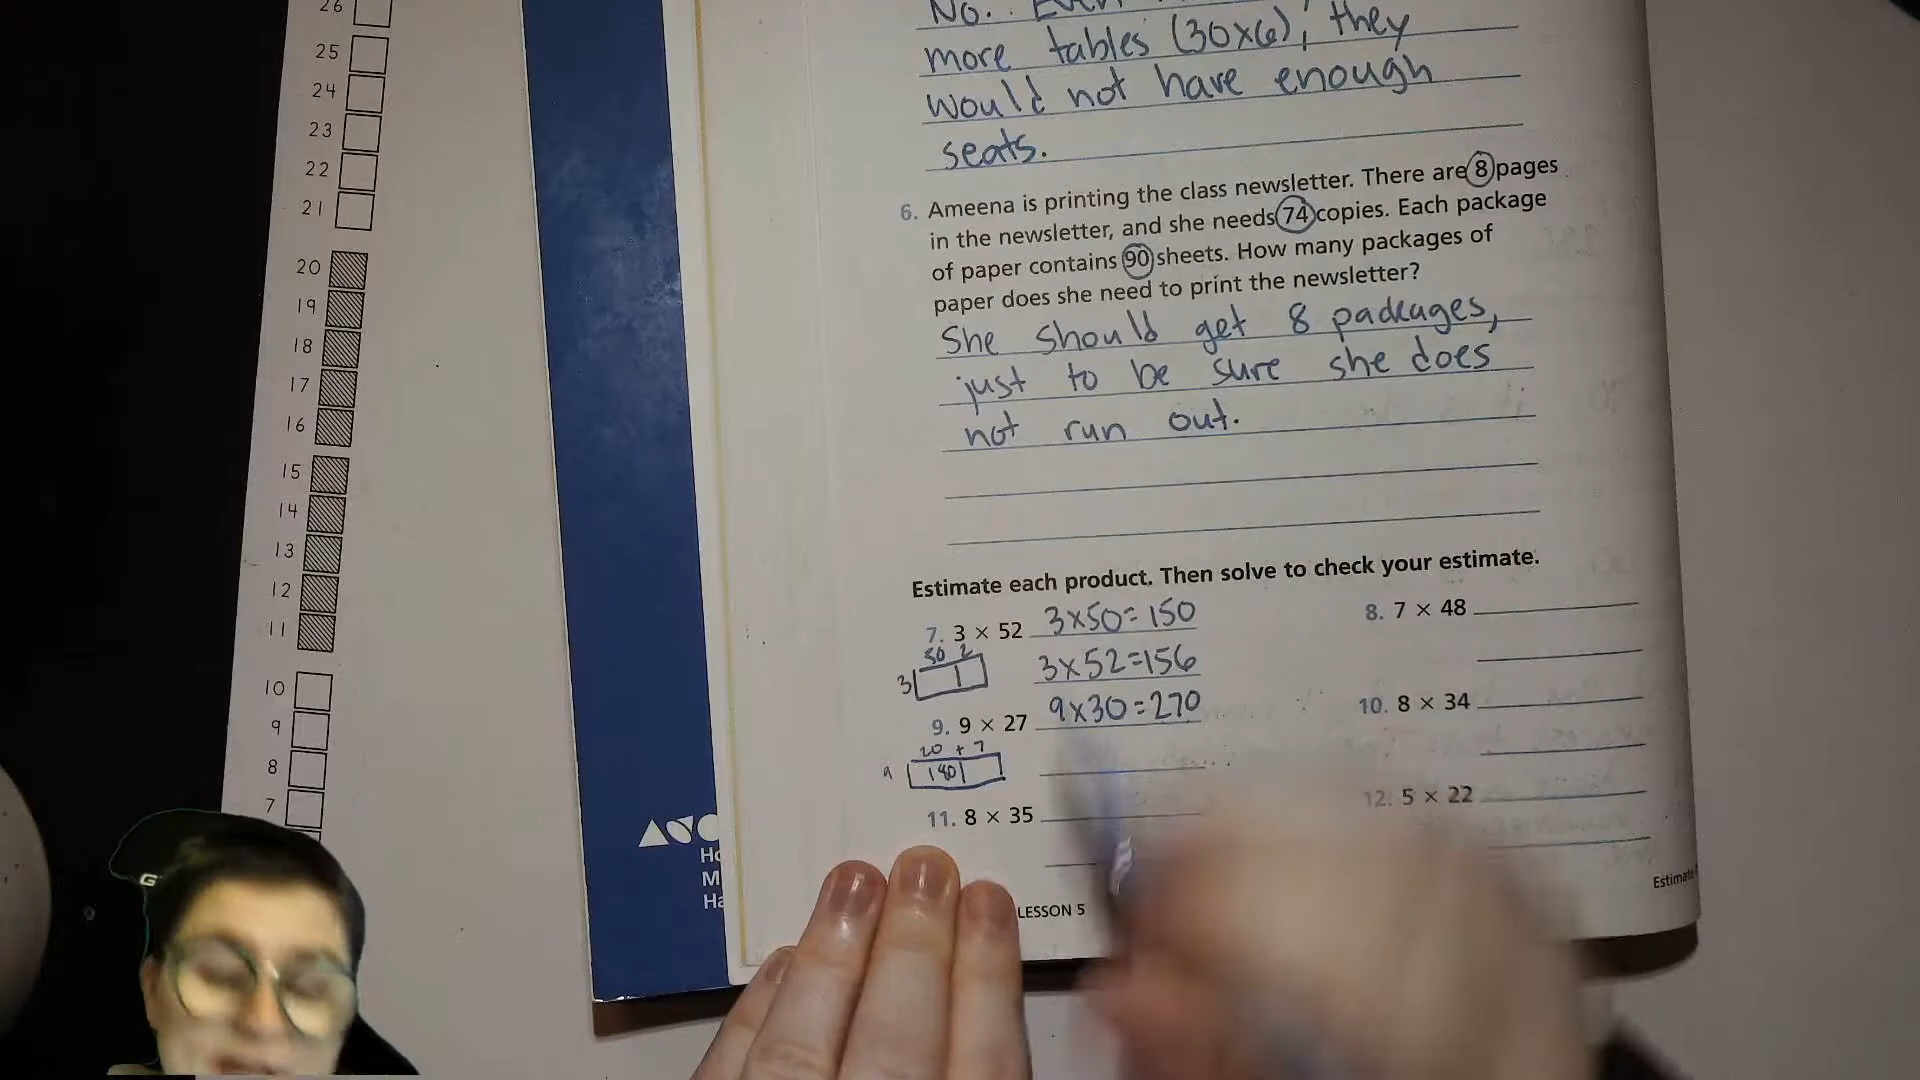 26
25
24
23
22
21
20
19
18
17
16
15
14
13
12
11
10
9
8
7
No.
more tables (30x6), they
would not have enough
seats.
6. Ameena is printing the class newsletter. There are 8 pages
in the newsletter, and she needs 74 copies. Each package
of paper contains 90 sheets. How many packages of
paper does she need to print the newsletter?
She should get 8 packages,
just to be sure she does
not run out.
Estimate each product. Then solve to check your estimate.
7. 3 × 52 3x50=150
50 2
3
3x52=156
8. 7 × 48
9. 9 × 27 9x30=270
20 + 7
9 180
10. 8 × 34
11. 8 × 35
12. 5 × 22
LESSON 5
Estimate
G